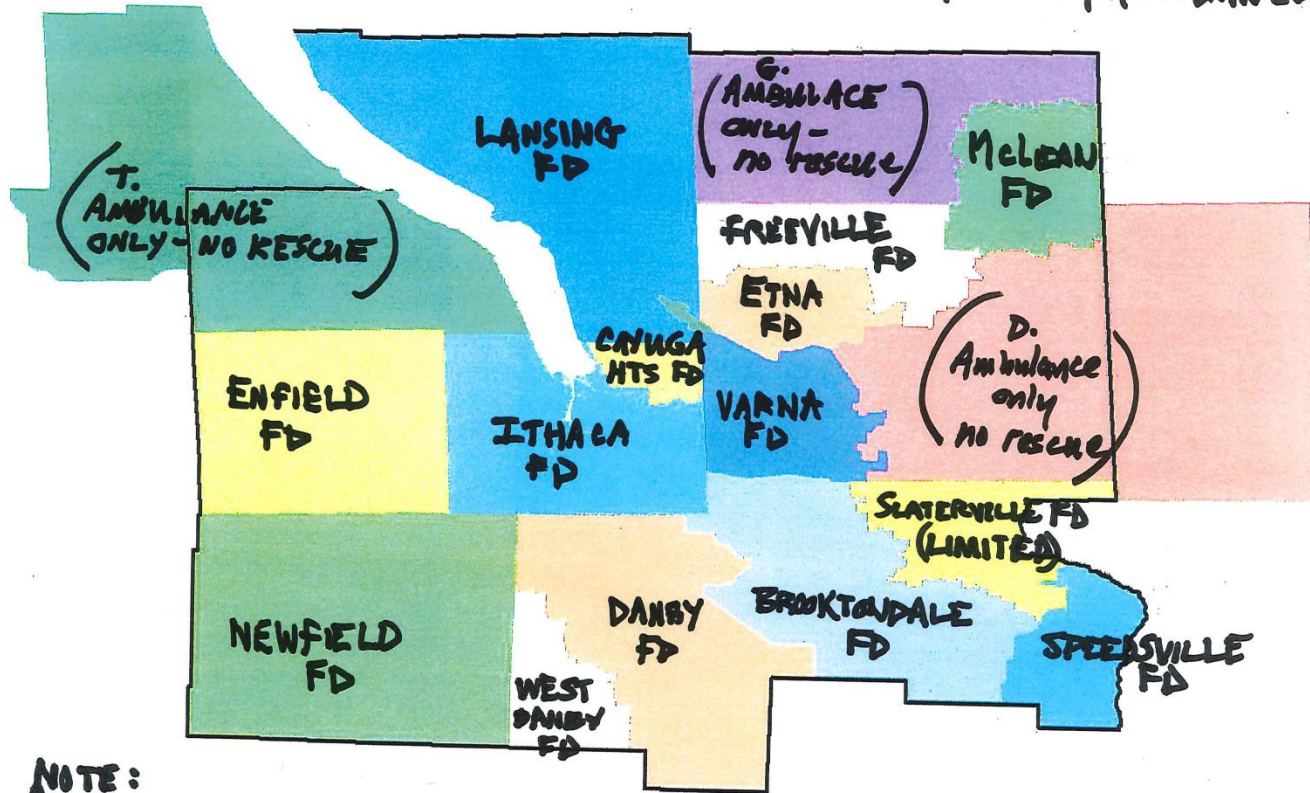 LANSING
FD
(G.
AMBULACE
ONLY -
no rescue)
McLEAN
FD
(T.
AMBULANCE
ONLY - NO RESCUE)
FREEVILLE
FD
ETNA
FD
CAYUGA
HTS FD
(D.
Ambulance
only
no rescue)
ENFIELD
FD
ITHACA
FD
VARNA
FD
SLATERVILLE FD
(LIMITED)
NEWFIELD
FD
DANBY
FD
BROOKTONDALE
FD
SPEEDSVILLE
FD
WEST
DANBY
FD
NOTE: